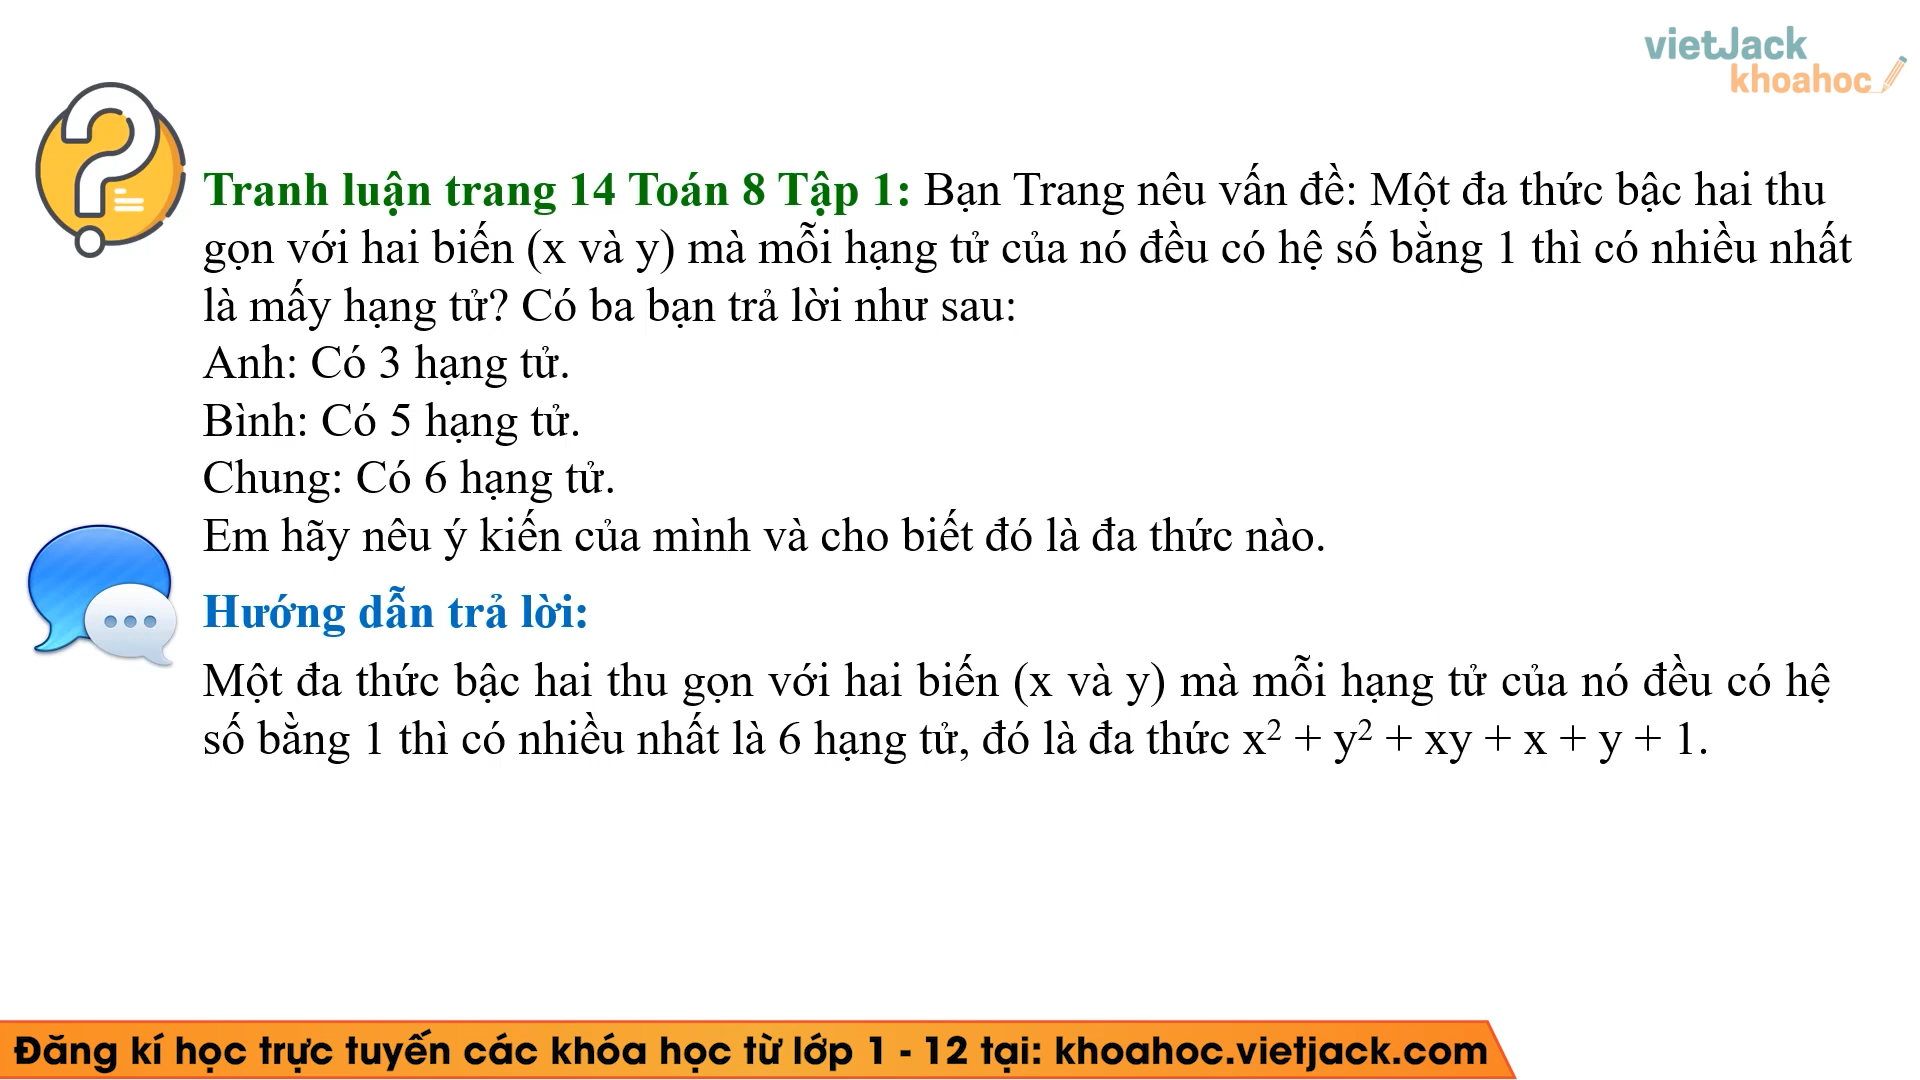 vietJack
khoahoc
Tranh luận trang 14 Toán 8 Tập 1: Bạn Trang nêu vấn đề: Một đa thức bậc hai thu
gọn với hai biến (x và y) mà mỗi hạng tử của nó đều có hệ số bằng 1 thì có nhiều nhất
là mấy hạng tử? Có ba bạn trả lời như sau:
Anh: Có 3 hạng tử.
Bình: Có 5 hạng tử.
Chung: Có 6 hạng tử.
Em hãy nêu ý kiến của mình và cho biết đó là đa thức nào.
Hướng dẫn trả lời:
Một đa thức bậc hai thu gọn với hai biến (x và y) mà mỗi hạng tử của nó đều có hệ
số bằng 1 thì có nhiều nhất là 6 hạng tử, đó là đa thức x² + y² + xy + x + y + 1.
Đăng kí học trực tuyến các khóa học từ lớp 1 - 12 tại: khoahoc.vietjack.com